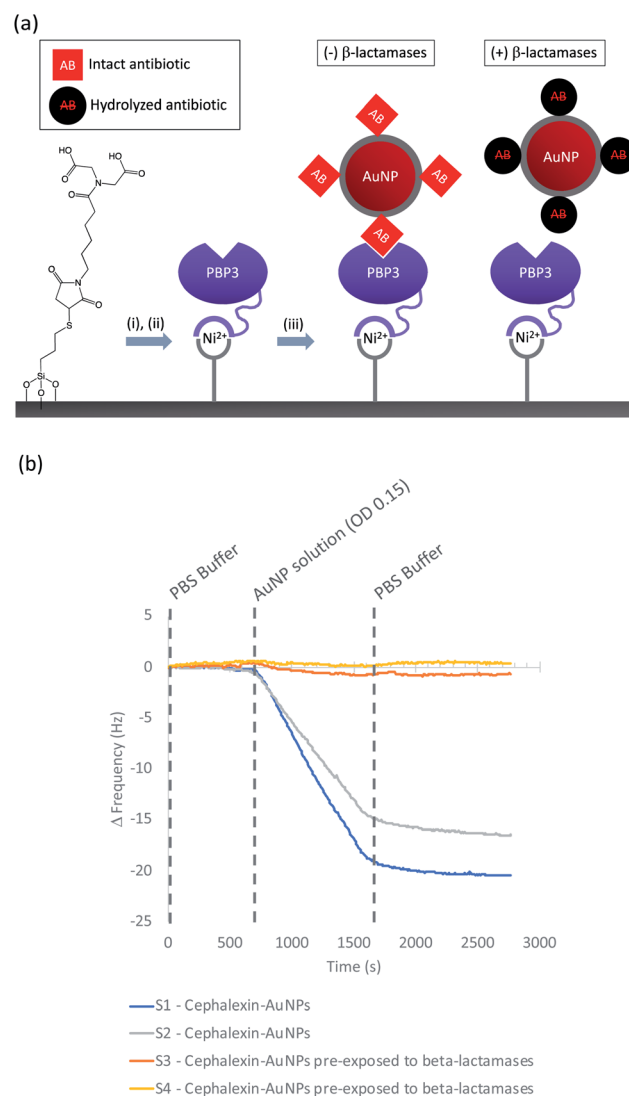 (a)
AB Intact antibiotic
AB Hydrolyzed antibiotic
(-) β-lactamases
(+) β-lactamases
HO
O
OH
O
N
O
N
O
O
S
Si
O
O
O
AB
AB
AuNP
AB
AB
AB
AB
AuNP
AB
AB
PBP3
PBP3
PBP3
(i), (ii)
(iii)
Ni2+
Ni2+
Ni2+
(b)
PBS Buffer
AuNP solution (OD 0.15)
PBS Buffer
Δ Frequency (Hz)
5
0
-5
-10
-15
-20
-25
0 500 1000 1500 2000 2500 3000
Time (s)
S1 - Cephalexin-AuNPs
S2 - Cephalexin-AuNPs
S3 - Cephalexin-AuNPs pre-exposed to beta-lactamases
S4 - Cephalexin-AuNPs pre-exposed to beta-lactamases